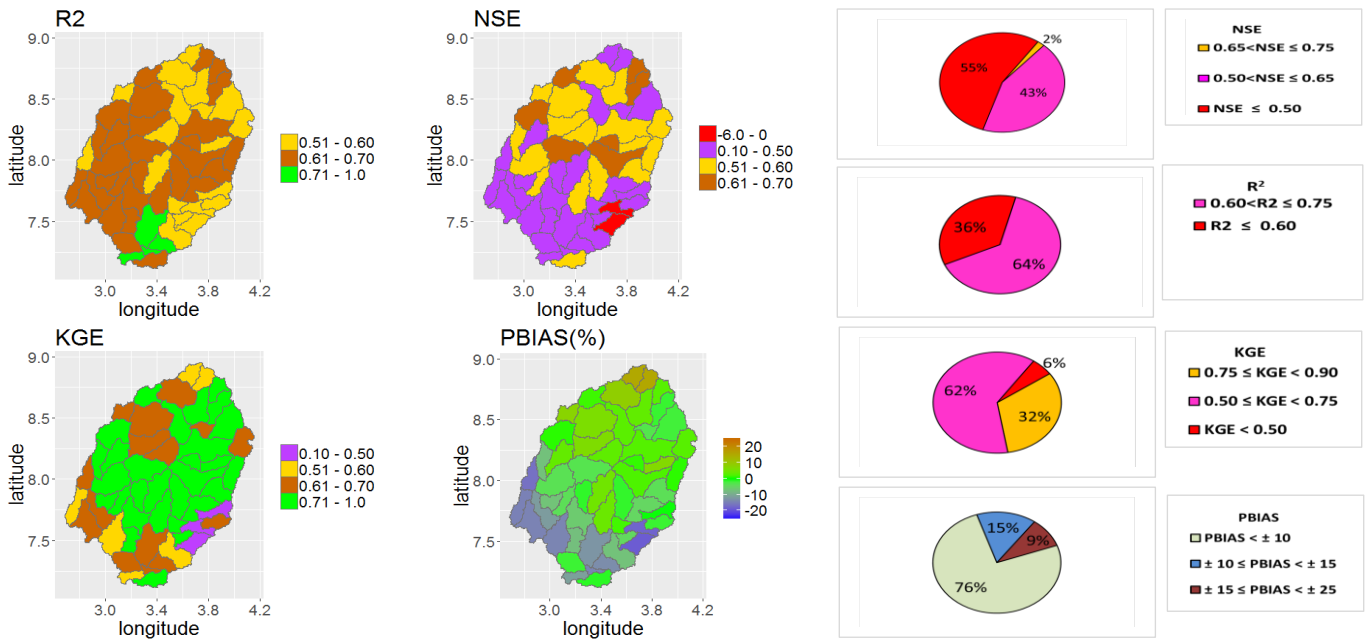 R2
9.0
8.5
8.0
7.5
latitude
3.0 3.4 3.8 4.2
longitude
0.51 - 0.60
0.61 - 0.70
0.71 - 1.0
NSE
9.0
8.5
8.0
7.5
latitude
3.0 3.4 3.8 4.2
longitude
-6.0 - 0
0.10 - 0.50
0.51 - 0.60
0.61 - 0.70
55%
2%
43%
NSE
0.65<NSE ≤ 0.75
0.50<NSE ≤ 0.65
NSE ≤ 0.50
36%
64%
R²
0.60<R2 ≤ 0.75
R2 ≤ 0.60
KGE
9.0
8.5
8.0
7.5
latitude
3.0 3.4 3.8 4.2
longitude
0.10 - 0.50
0.51 - 0.60
0.61 - 0.70
0.71 - 1.0
PBIAS(%)
9.0
8.5
8.0
7.5
latitude
3.0 3.4 3.8 4.2
longitude
20
10
0
-10
-20
62%
6%
32%
KGE
0.75 ≤ KGE < 0.90
0.50 ≤ KGE < 0.75
KGE < 0.50
15%
9%
76%
PBIAS
PBIAS < ± 10
± 10 ≤ PBIAS < ± 15
± 15 ≤ PBIAS < ± 25